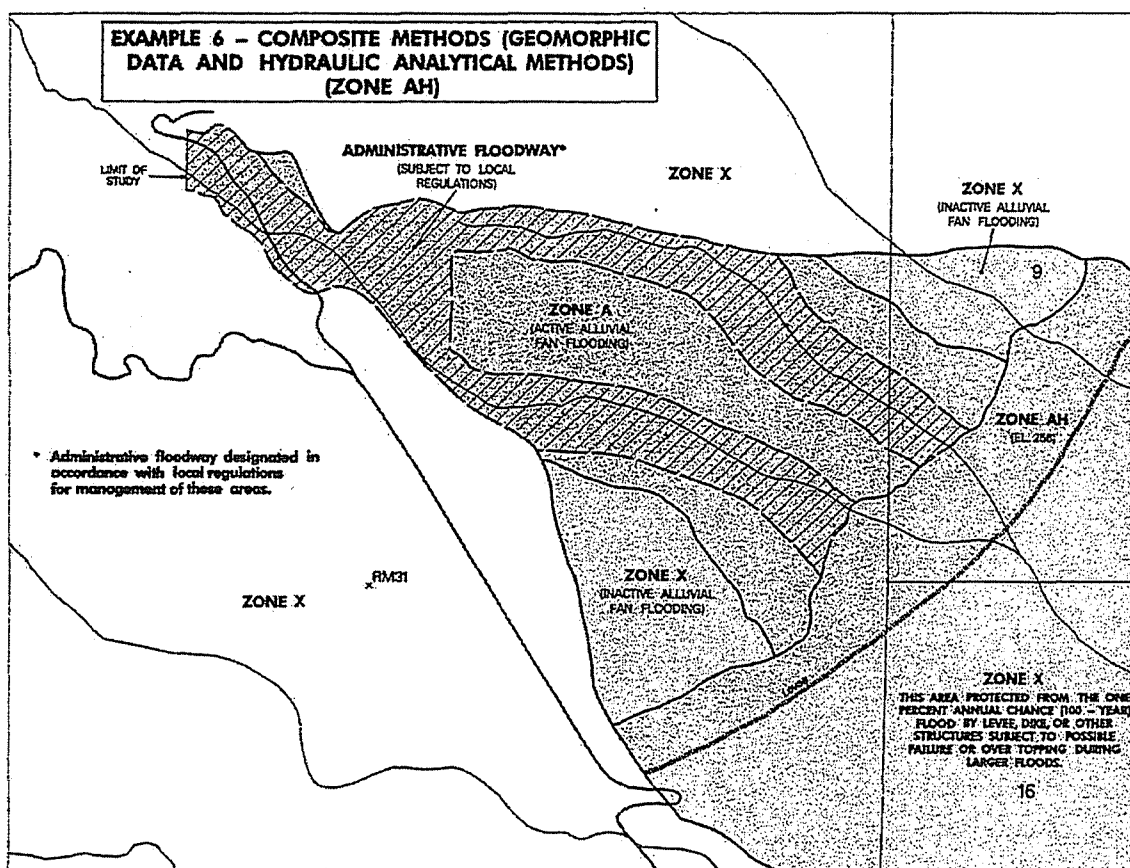 EXAMPLE 6 – COMPOSITE METHODS (GEOMORPHIC
DATA AND HYDRAULIC ANALYTICAL METHODS)
(ZONE AH)
LIMIT OF
STUDY
ADMINISTRATIVE FLOODWAY*
(SUBJECT TO LOCAL
REGULATIONS)
ZONE X
ZONE X
(INACTIVE ALLUVIAL
FAN FLOODING)
9
ZONE A
(ACTIVE ALLUVIAL
FAN FLOODING)
ZONE AH
(EL. 256)
* Administrative floodway designated in
accordance with local regulations
for management of these areas.
RM31
ZONE X
ZONE X
(INACTIVE ALLUVIAL
FAN FLOODING)
LEVEE
ZONE X
THIS AREA PROTECTED FROM THE ONE
PERCENT ANNUAL CHANCE (100 – YEAR)
FLOOD BY LEVEE, DIKE, OR OTHER
STRUCTURES SUBJECT TO POSSIBLE
FAILURE OR OVER TOPPING DURING
LARGER FLOODS.
16